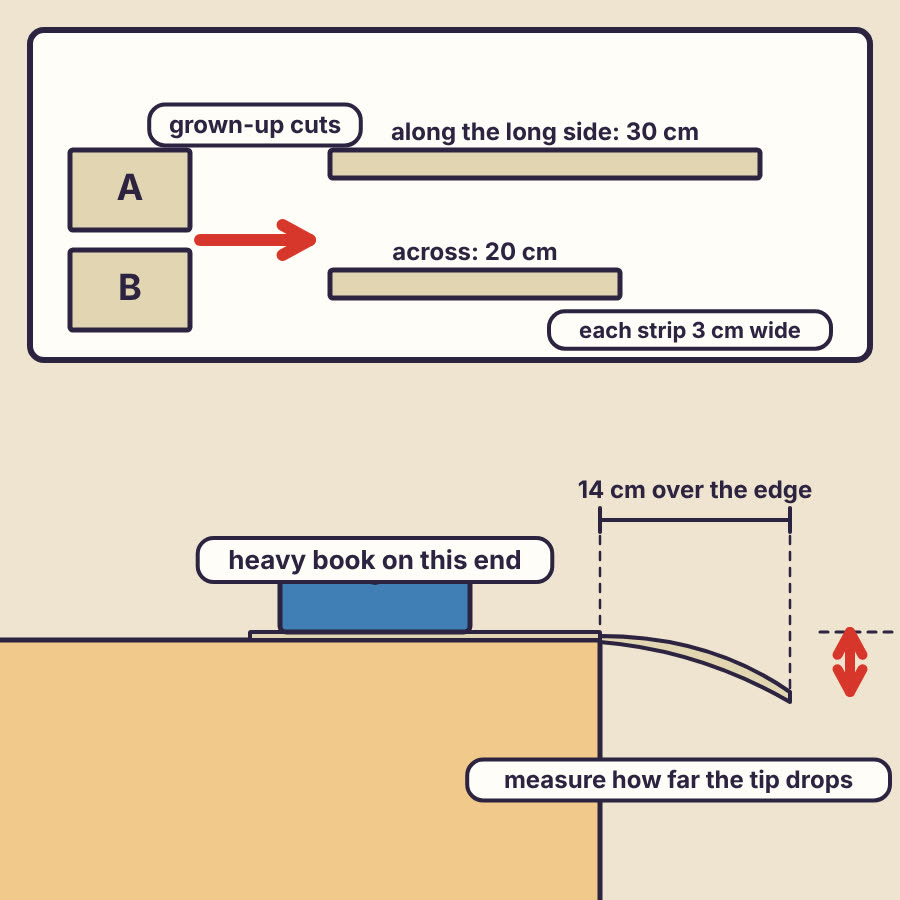 grown-up cuts
along the long side: 30 cm
A
across: 20 cm
B
each strip 3 cm wide
14 cm over the edge
heavy book on this end
measure how far the tip drops